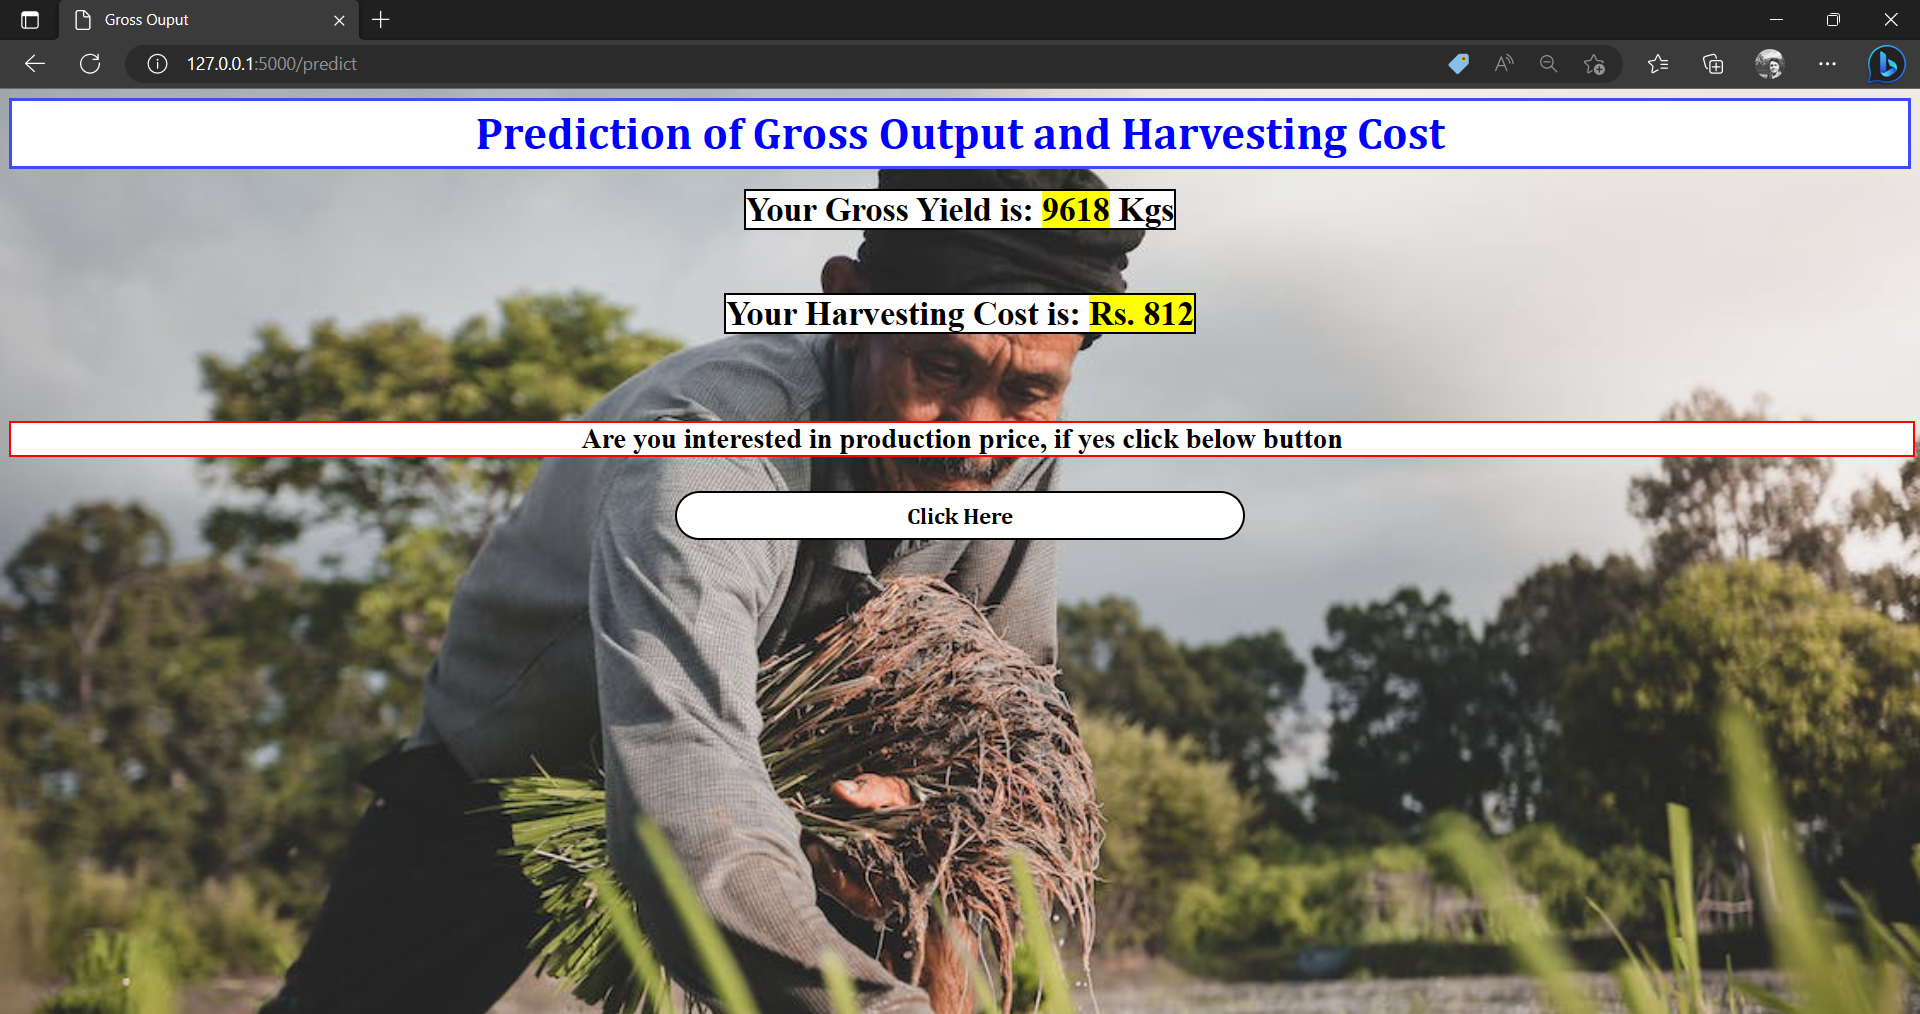 Gross Ouput
127.0.0.1:5000/predict
Prediction of Gross Output and Harvesting Cost
Your Gross Yield is: 9618 Kgs
Your Harvesting Cost is: Rs. 812
Are you interested in production price, if yes click below button
Click Here